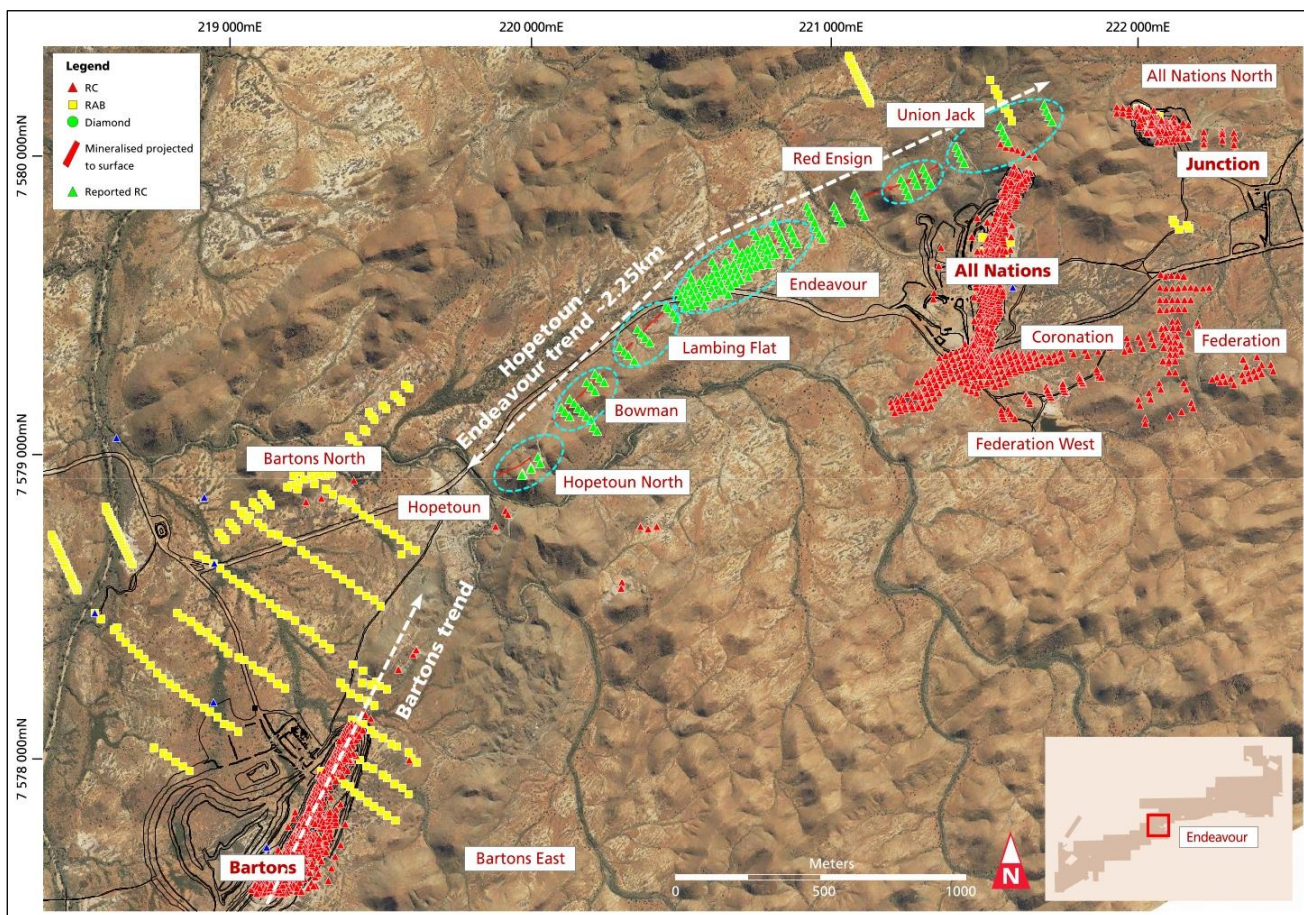 219 000mE
220 000mE
221 000mE
222 000mE
7 580 000mN
7 579 000mN
7 578 000mN
Legend
RC
RAB
Diamond
Mineralised projected
to surface
Reported RC
All Nations North
Union Jack
Red Ensign
Junction
All Nations
Endeavour
Hopetoun -
Endeavour trend ~2.25km
Lambing Flat
Coronation
Federation
Bowman
Federation West
Bartons North
Hopetoun North
Hopetoun
Bartons trend
Bartons
Bartons East
Meters
0
500
1000
N
Endeavour